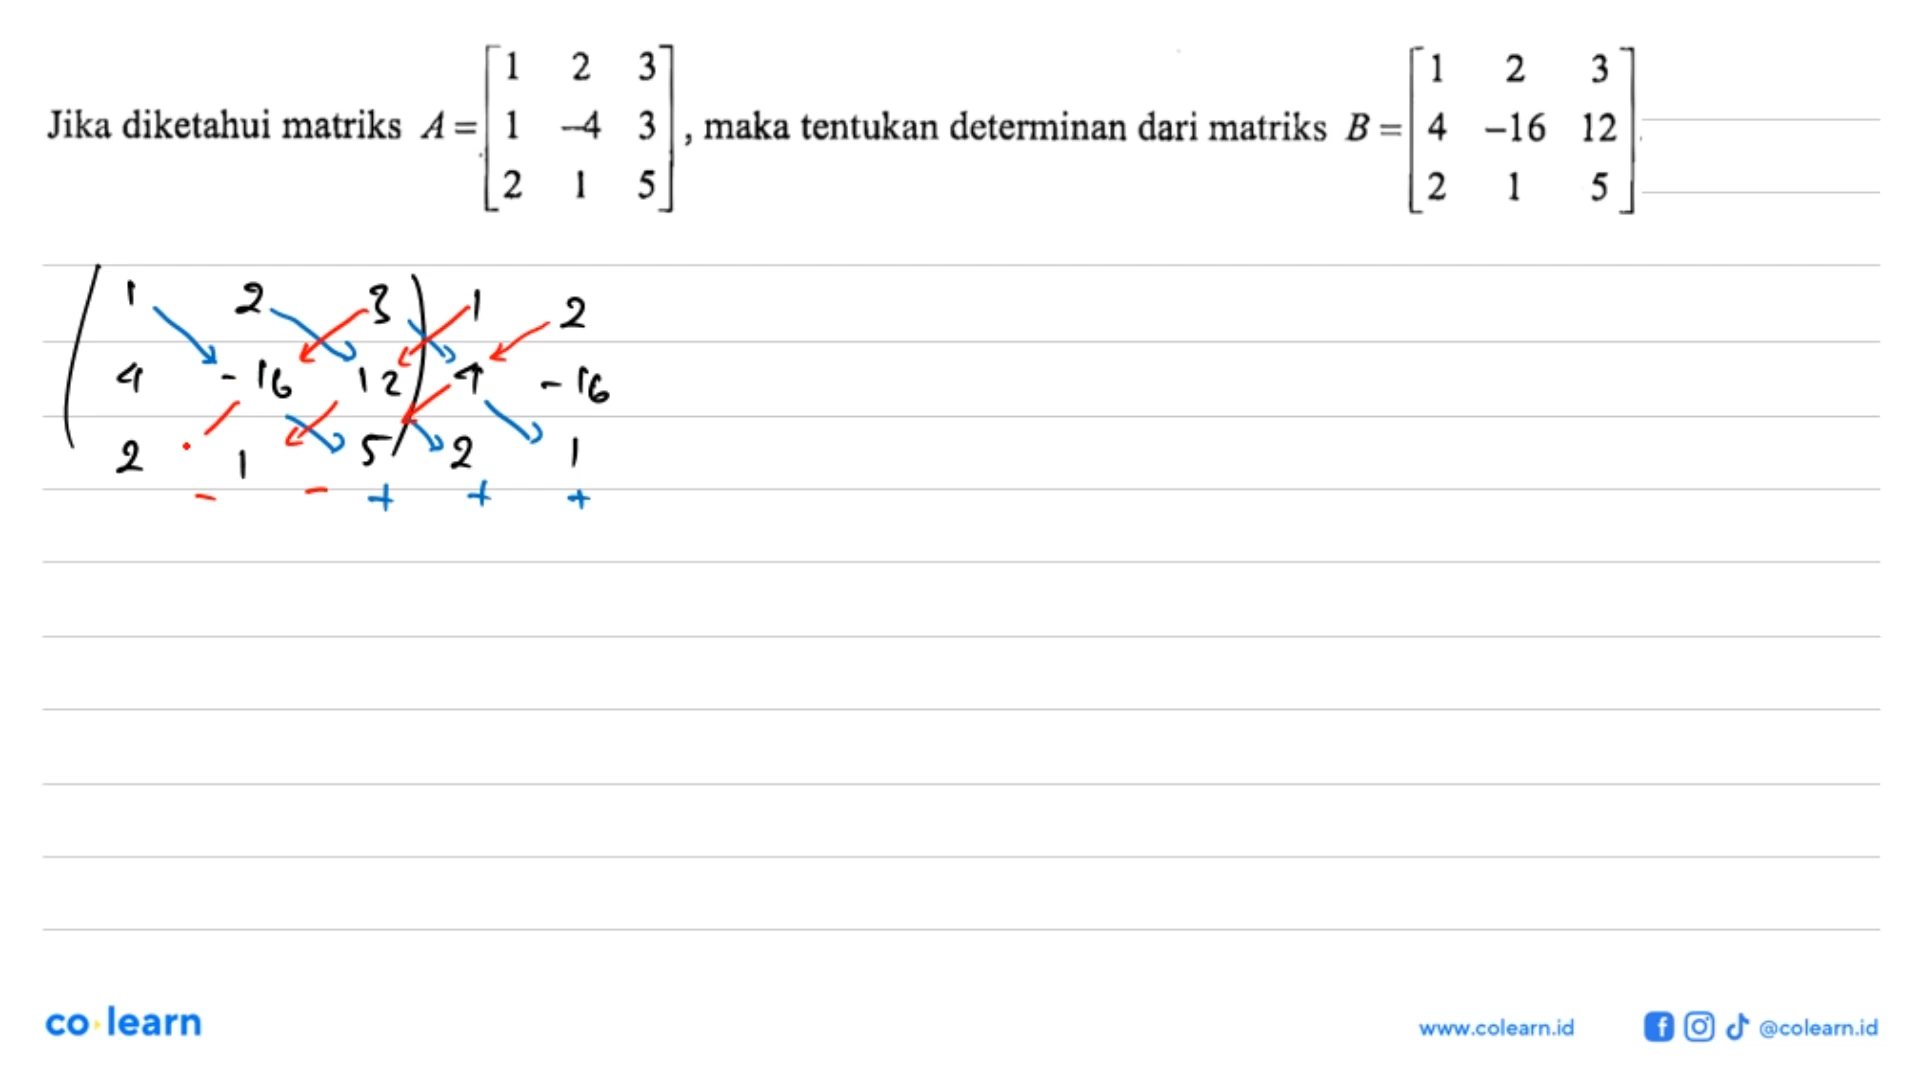 Jika diketahui matriks A = [1 2 3 1 -4 3 2 1 5], maka tentukan determinan dari matriks B = [1 2 3 4 -16 12 2 1 5].
(1 2 3) 1 2
4 -16 12 4 -16
2 1 5 2 1
- - + + +
co learn
www.colearn.id @colearn.id